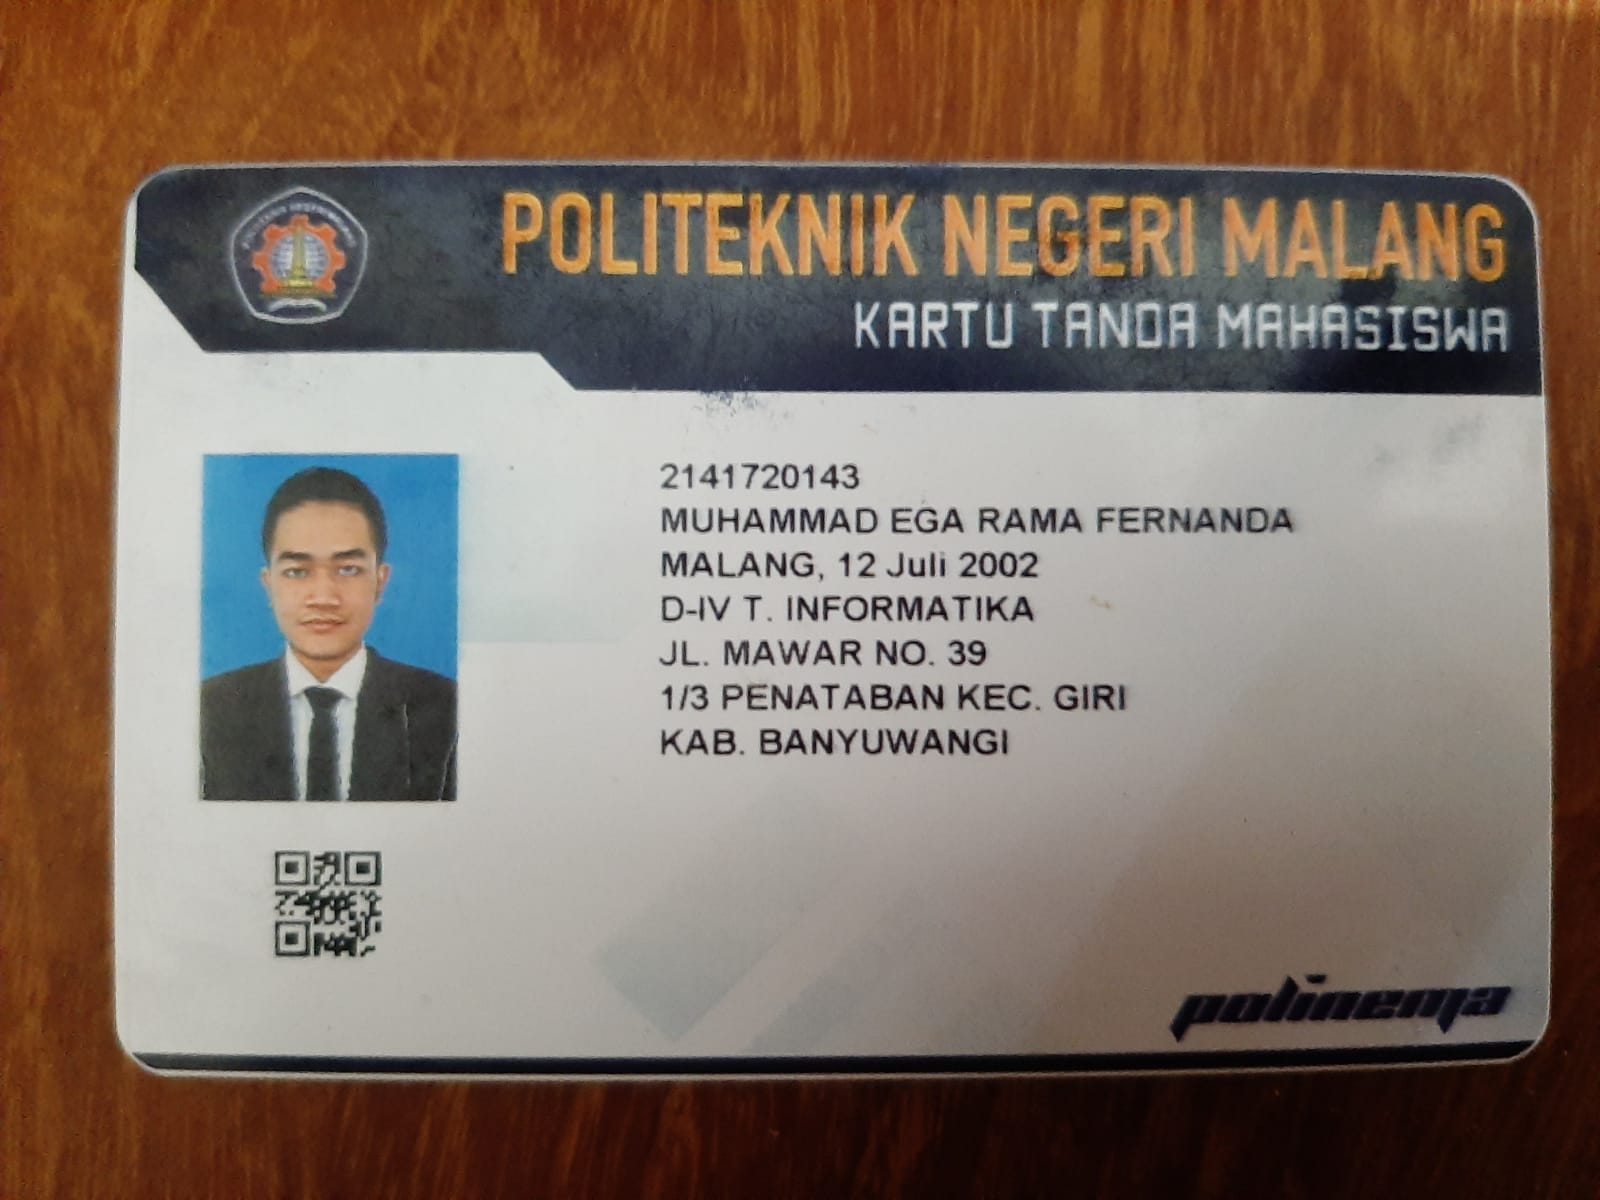 POLITEKNIK NEGERI MALANG
KARTU TANDA MAHASISWA
2141720143
MUHAMMAD EGA RAMA FERNANDA
MALANG, 12 Juli 2002
D-IV T. INFORMATIKA
JL. MAWAR NO. 39
1/3 PENATABAN KEC. GIRI
KAB. BANYUWANGI
polinema